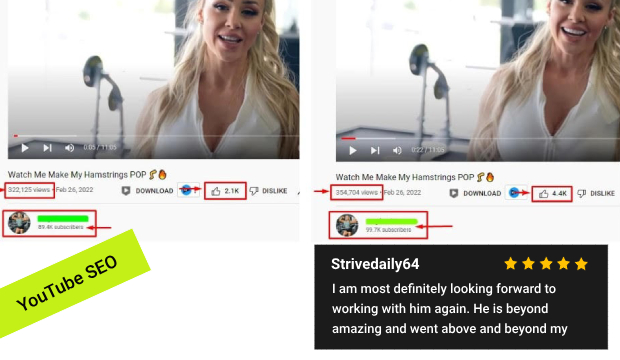 0:05 / 11:05
0:22 / 11:05
Watch Me Make My Hamstrings POP
322,125 views • Feb 26, 2022
DOWNLOAD
2.1K
DISLIKE
89.4K subscribers
Watch Me Make My Hamstrings POP
354,704 views • Feb 26, 2022
DOWNLOAD
4.4K
DISLIKE
99.7K subscribers
YouTube SEO
Strivedaily64
I am most definitely looking forward to
working with him again. He is beyond
amazing and went above and beyond my